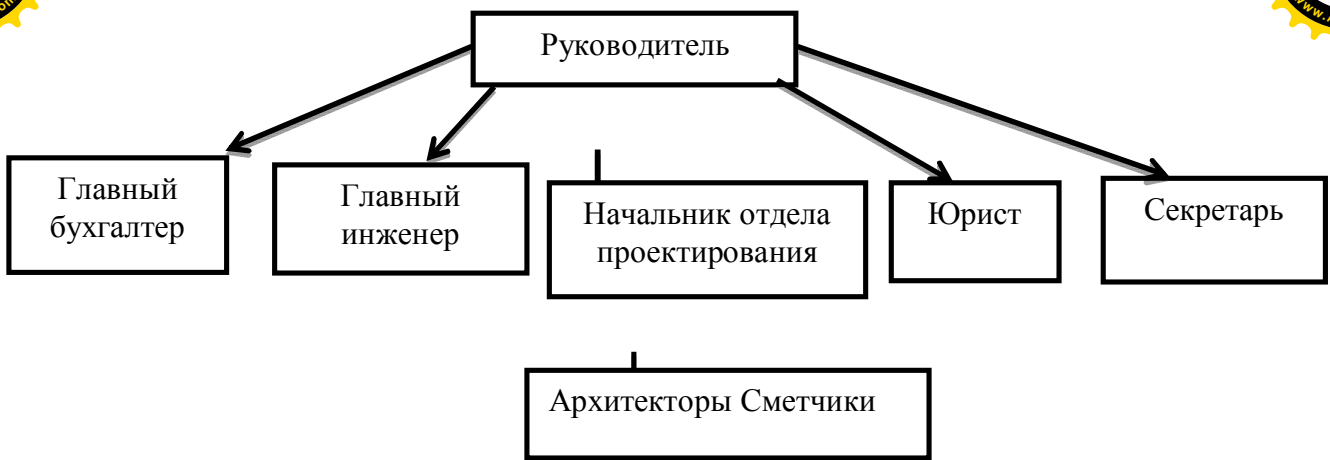 Руководитель
Главный
бухгалтер
Главный
инженер
Начальник отдела
проектирования
Юрист
Секретарь
Архитекторы Сметчики